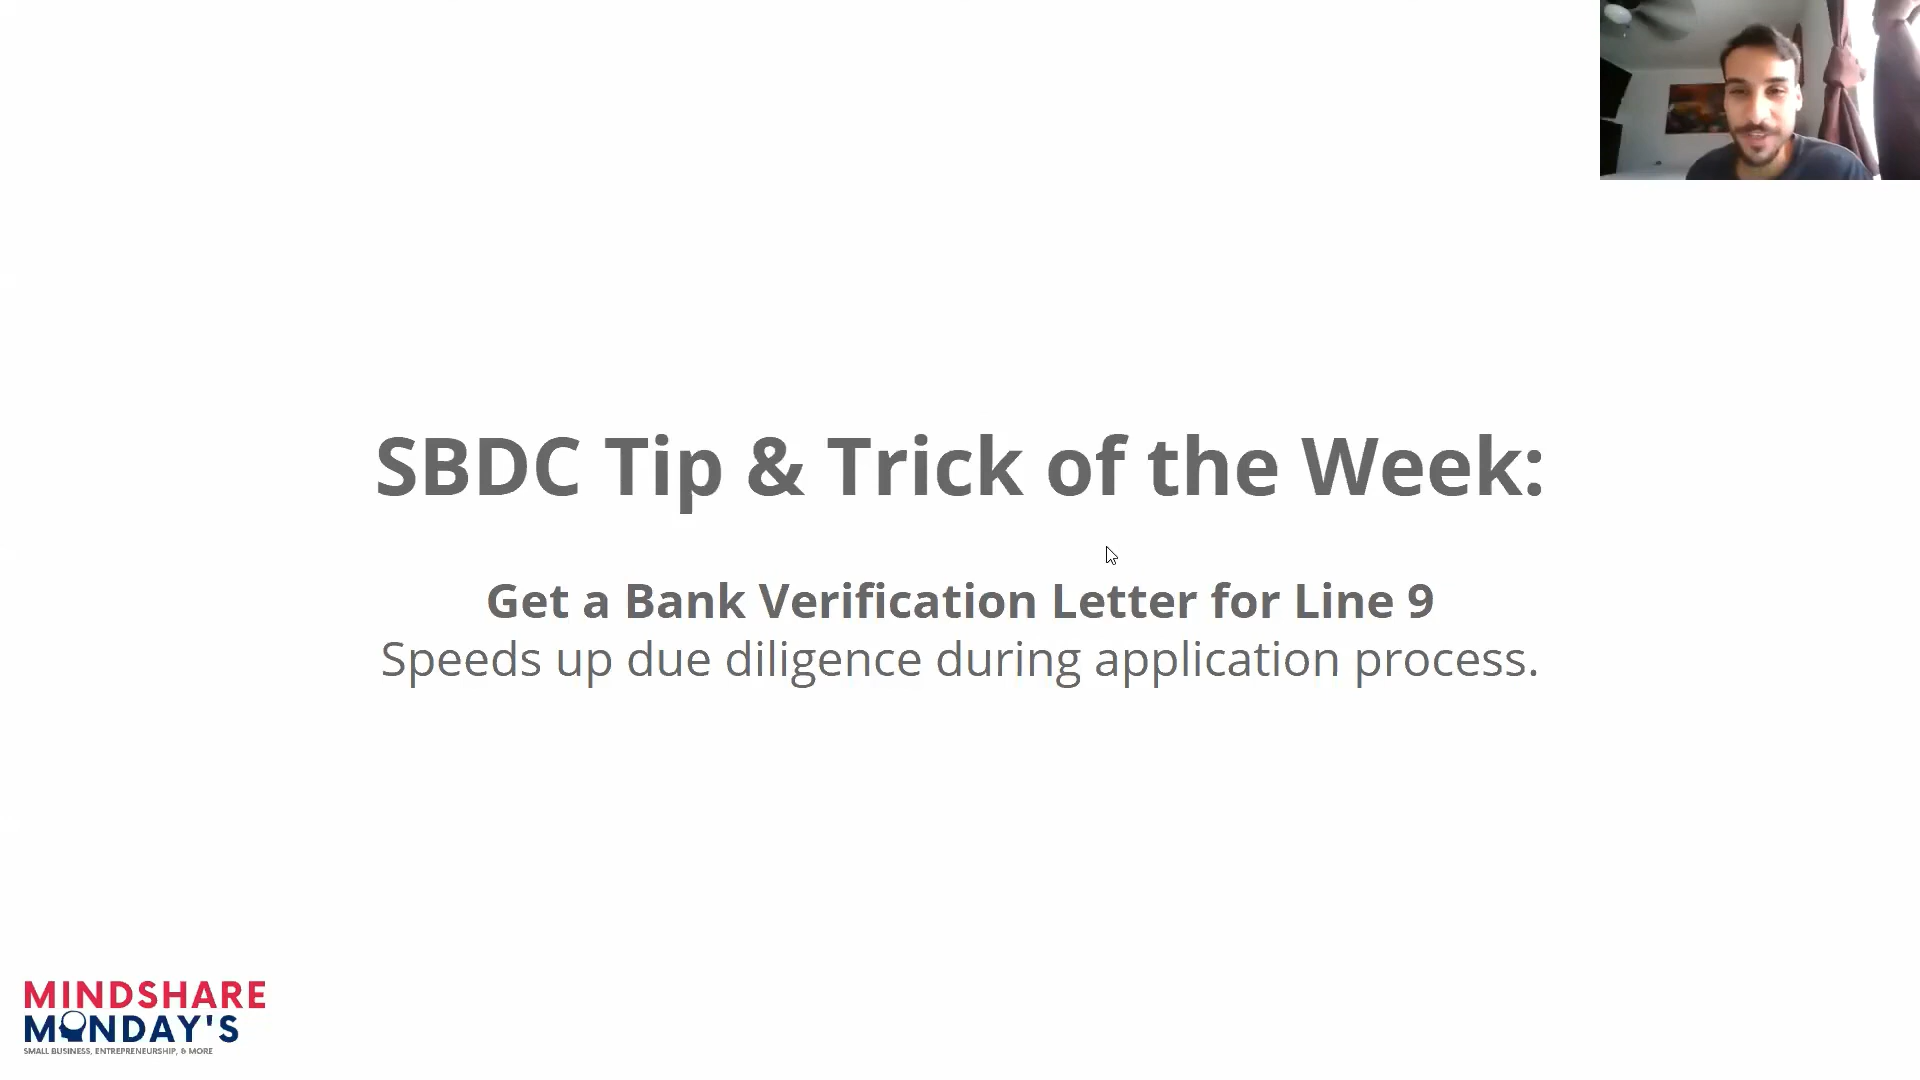 SBDC Tip & Trick of the Week:
Get a Bank Verification Letter for Line 9
Speeds up due diligence during application process.
MINDSHARE
MONDAY'S
SMALL BUSINESS, ENTREPRENEURSHIP, & MORE